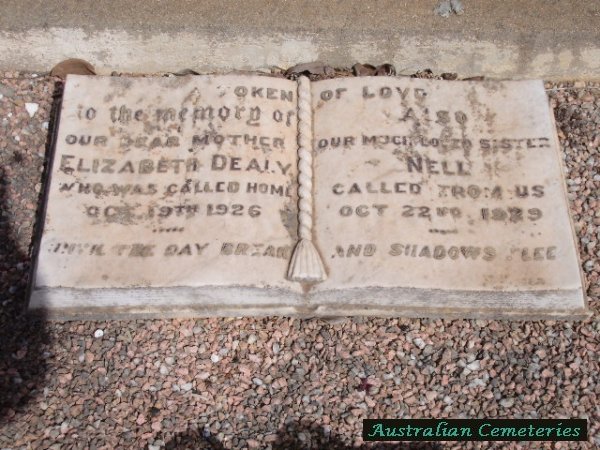 A TOKEN OF LOVE
to the memory of
OUR DEAR MOTHER
ELIZABETH DEALY
WHO WAS CALLED HOME
OCT 19TH 1926
UNTIL THE DAY BREAK
ALSO
OUR MUCH LOVED SISTER
NELL
CALLED FROM US
OCT 22ND 1929
AND SHADOWS FLEE
Australian Cemeteries